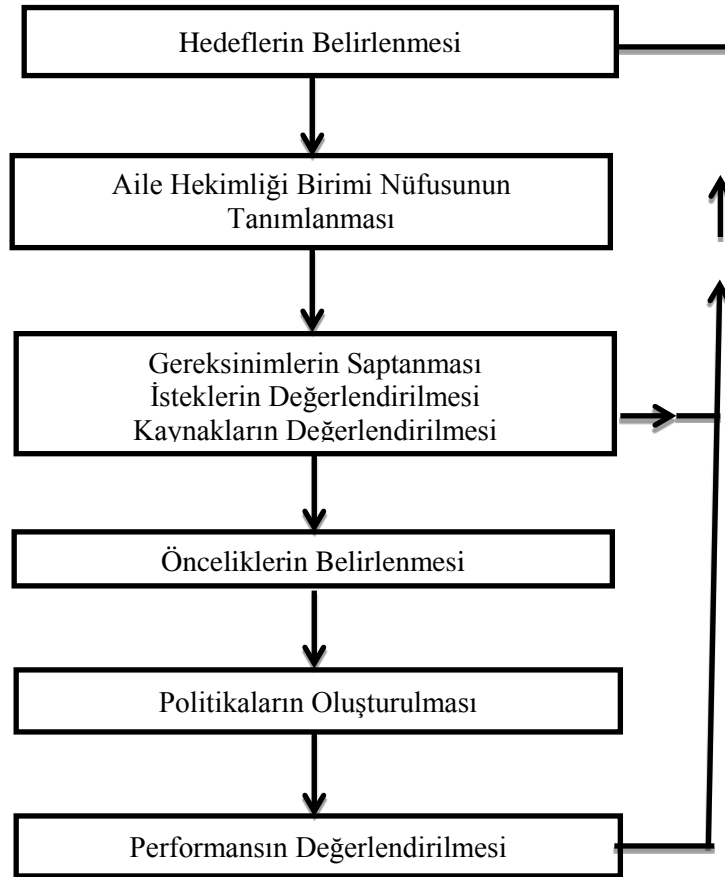 Hedeflerin Belirlenmesi
Aile Hekimliği Birimi Nüfusunun
Tanımlanması
Gereksinimlerin Saptanması
İsteklerin Değerlendirilmesi
Kaynakların Değerlendirilmesi
Önceliklerin Belirlenmesi
Politikaların Oluşturulması
Performansın Değerlendirilmesi